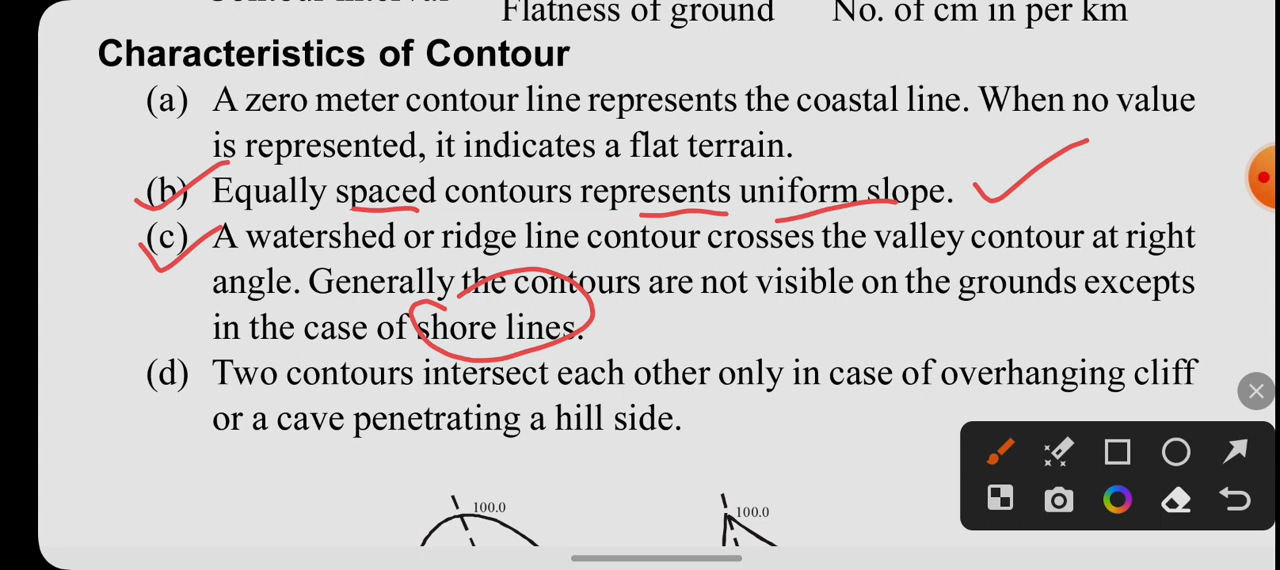 Flatness of ground No. of cm in per km
Characteristics of Contour
(a) A zero meter contour line represents the coastal line. When no value
is represented, it indicates a flat terrain.
(b) Equally spaced contours represents uniform slope.
(c) A watershed or ridge line contour crosses the valley contour at right
angle. Generally the contours are not visible on the grounds excepts
in the case of shore lines.
(d) Two contours intersect each other only in case of overhanging cliff
or a cave penetrating a hill side.
100.0 100.0